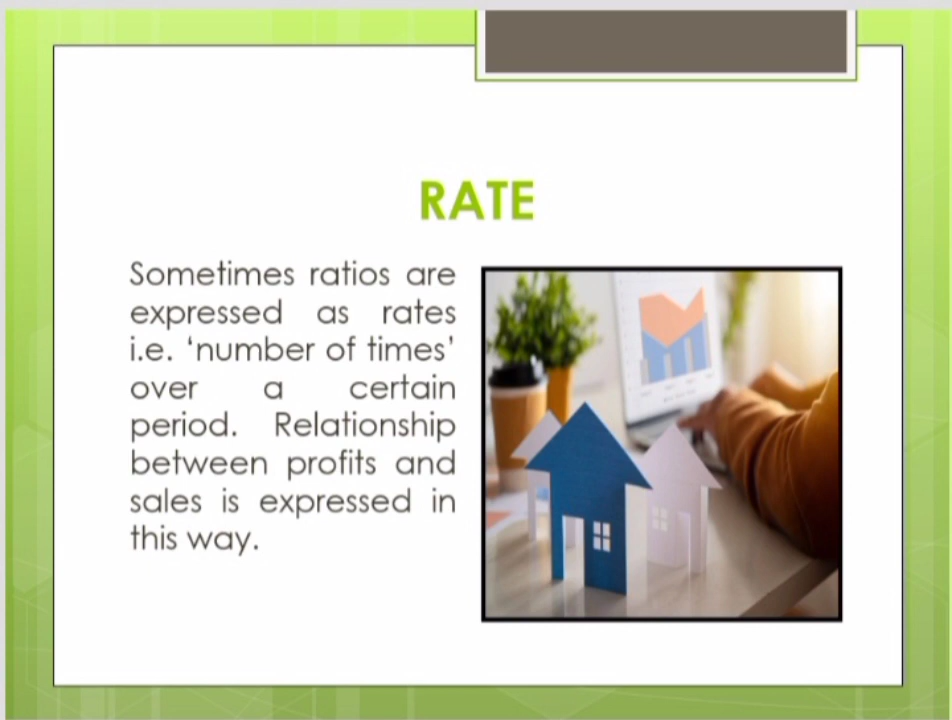 RATE
Sometimes ratios are
expressed as rates
i.e. ‘number of times’
over a certain
period. Relationship
between profits and
sales is expressed in
this way.